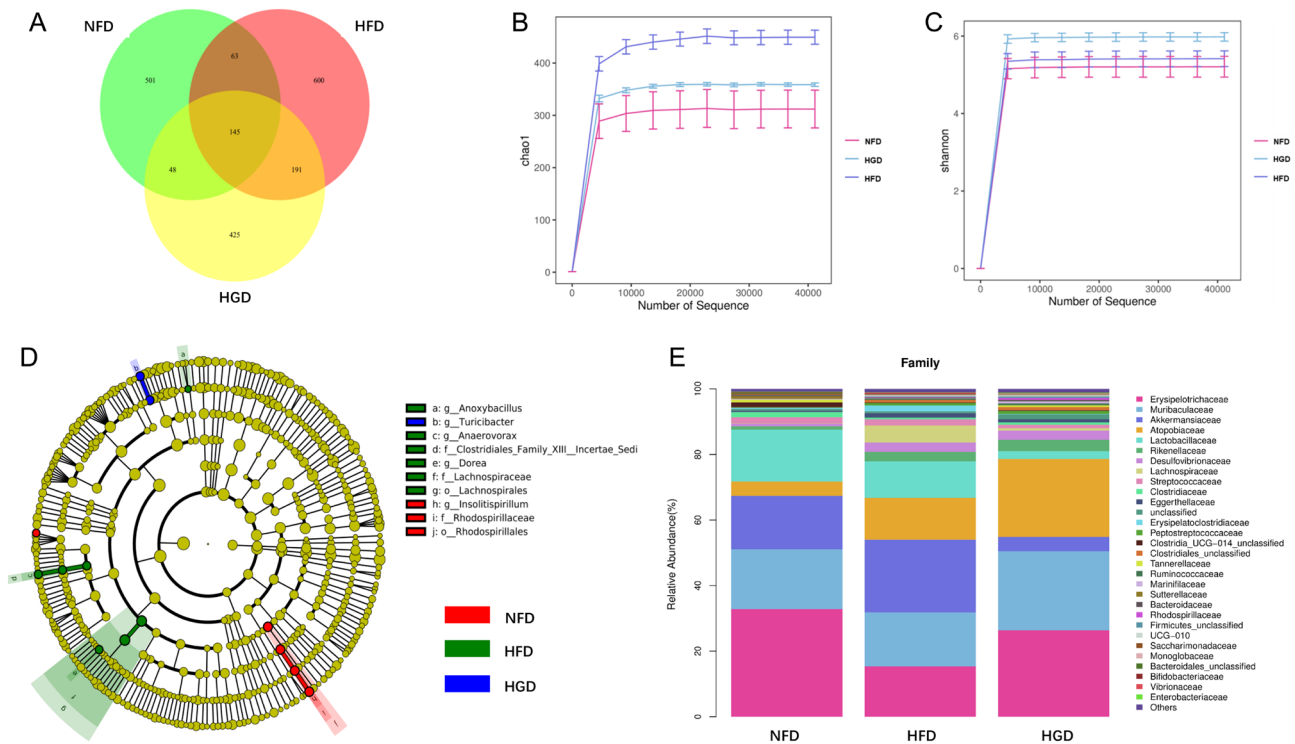 A
NFD
HFD
HGD
501
63
600
145
48
191
425
B
400
300
200
100
0
chao1
0
10000
20000
30000
40000
Number of Sequence
NFD
HGD
HFD
C
6
4
2
0
shannon
0
10000
20000
30000
40000
Number of Sequence
NFD
HGD
HFD
D
a
b
c
d
e
f
g
a: g__Anoxybacillus
b: g__Turicibacter
c: g__Anaerovorax
d: f__Clostridiales_Family_XIII__Incertae_Sedi
e: g__Dorea
f: f__Lachnospiraceae
g: o__Lachnospirales
h: g__Insolitispirillum
i: f__Rhodospirillaceae
j: o__Rhodospirillales
NFD
HFD
HGD
E
Family
100
80
60
40
20
0
Relative Abundance(%)
NFD
HFD
HGD
Erysipelotrichaceae
Muribaculaceae
Akkermansiaceae
Atopobiaceae
Lactobacillaceae
Rikenellaceae
Desulfovibrionaceae
Lachnospiraceae
Streptococcaceae
Clostridiaceae
Eggerthellaceae
unclassified
Erysipelatoclostridiaceae
Peptostreptococcaceae
Clostridia_UCG-014_unclassified
Clostridiales_unclassified
Tannerellaceae
Ruminococcaceae
Marinifilaceae
Sutterellaceae
Bacteroidaceae
Rhodospirillaceae
Firmicutes_unclassified
UCG-010
Saccharimonadaceae
Monoglobaceae
Bacteroidales_unclassified
Bifidobacteriaceae
Vibrionaceae
Enterobacteriaceae
Others